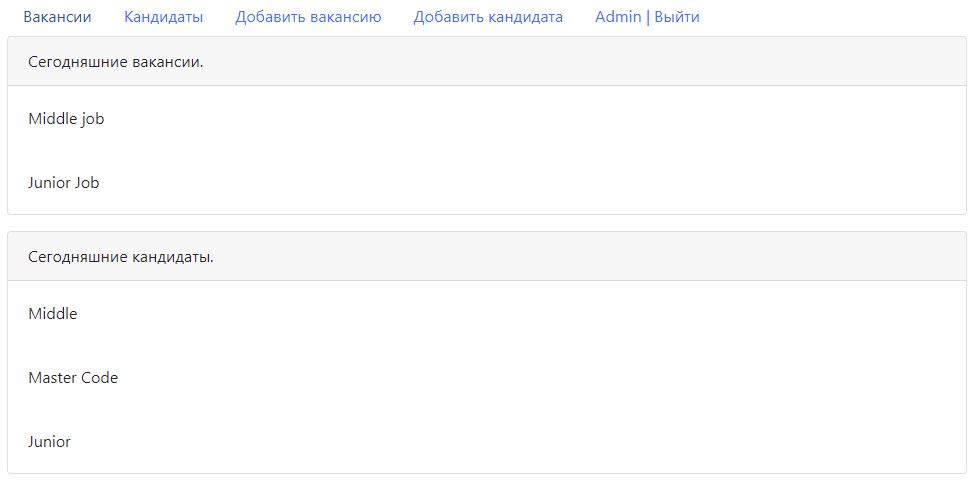 Вакансии Кандидаты Добавить вакансию Добавить кандидата Admin | Выйти
Сегодняшние вакансии.
Middle job
Junior Job
Сегодняшние кандидаты.
Middle
Master Code
Junior